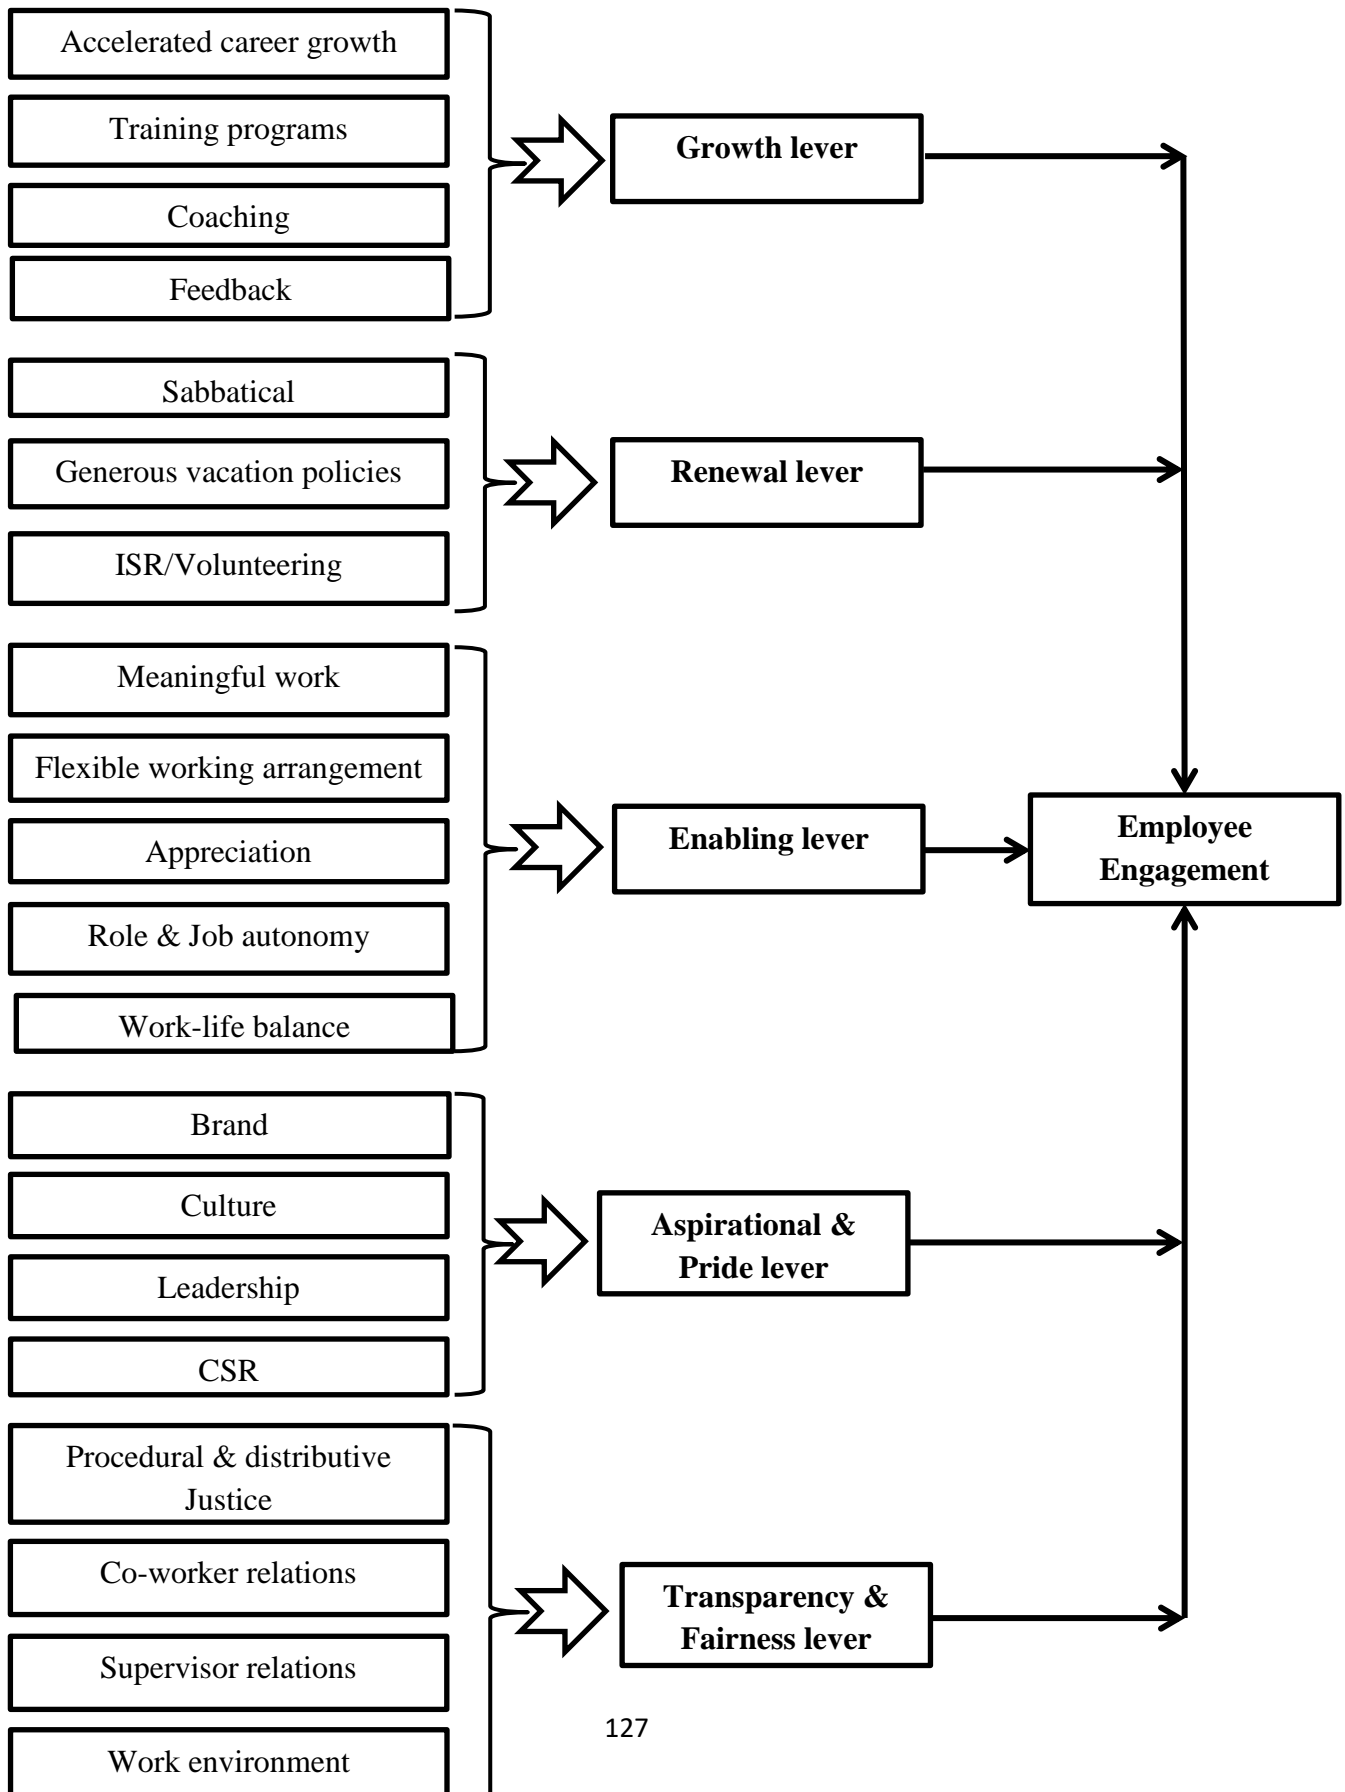 Accelerated career growth
Training programs
Coaching
Feedback
Growth lever
Sabbatical
Generous vacation policies
ISR/Volunteering
Renewal lever
Meaningful work
Flexible working arrangement
Appreciation
Role & Job autonomy
Work-life balance
Enabling lever
Employee
Engagement
Brand
Culture
Leadership
CSR
Aspirational &
Pride lever
Procedural & distributive
Justice
Co-worker relations
Supervisor relations
Work environment
Transparency &
Fairness lever
127